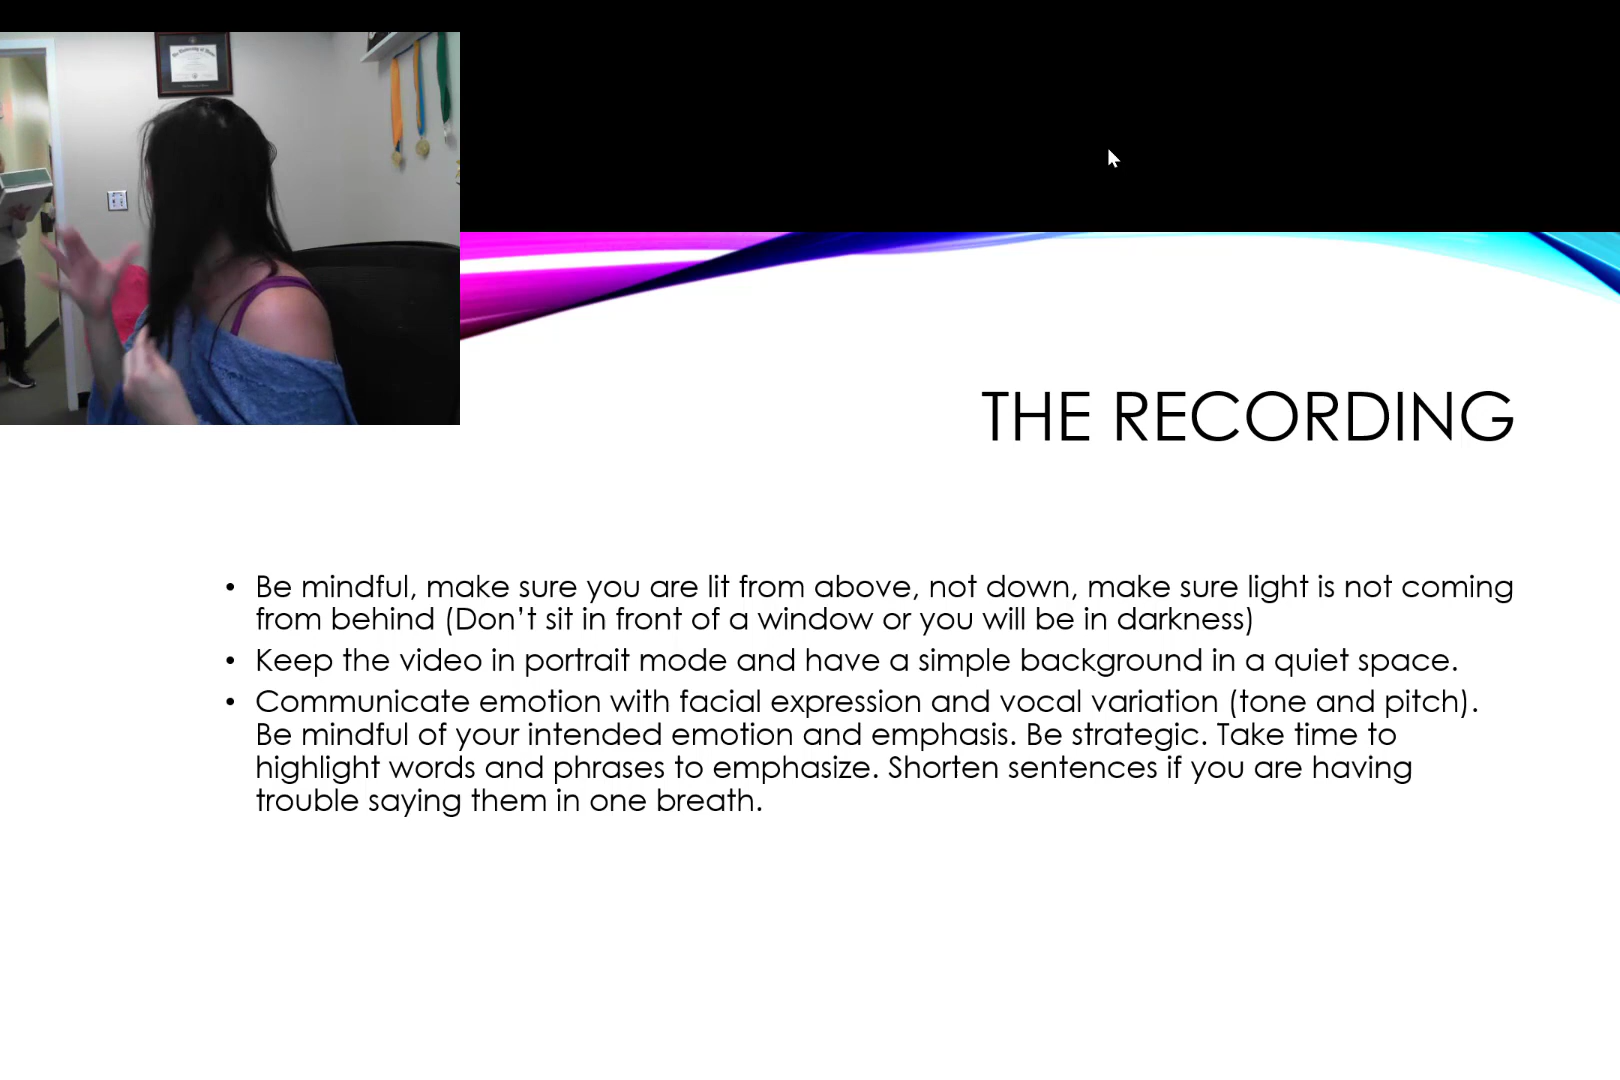 THE RECORDING
• Be mindful, make sure you are lit from above, not down, make sure light is not coming
from behind (Don’t sit in front of a window or you will be in darkness)
• Keep the video in portrait mode and have a simple background in a quiet space.
• Communicate emotion with facial expression and vocal variation (tone and pitch).
Be mindful of your intended emotion and emphasis. Be strategic. Take time to
highlight words and phrases to emphasize. Shorten sentences if you are having
trouble saying them in one breath.